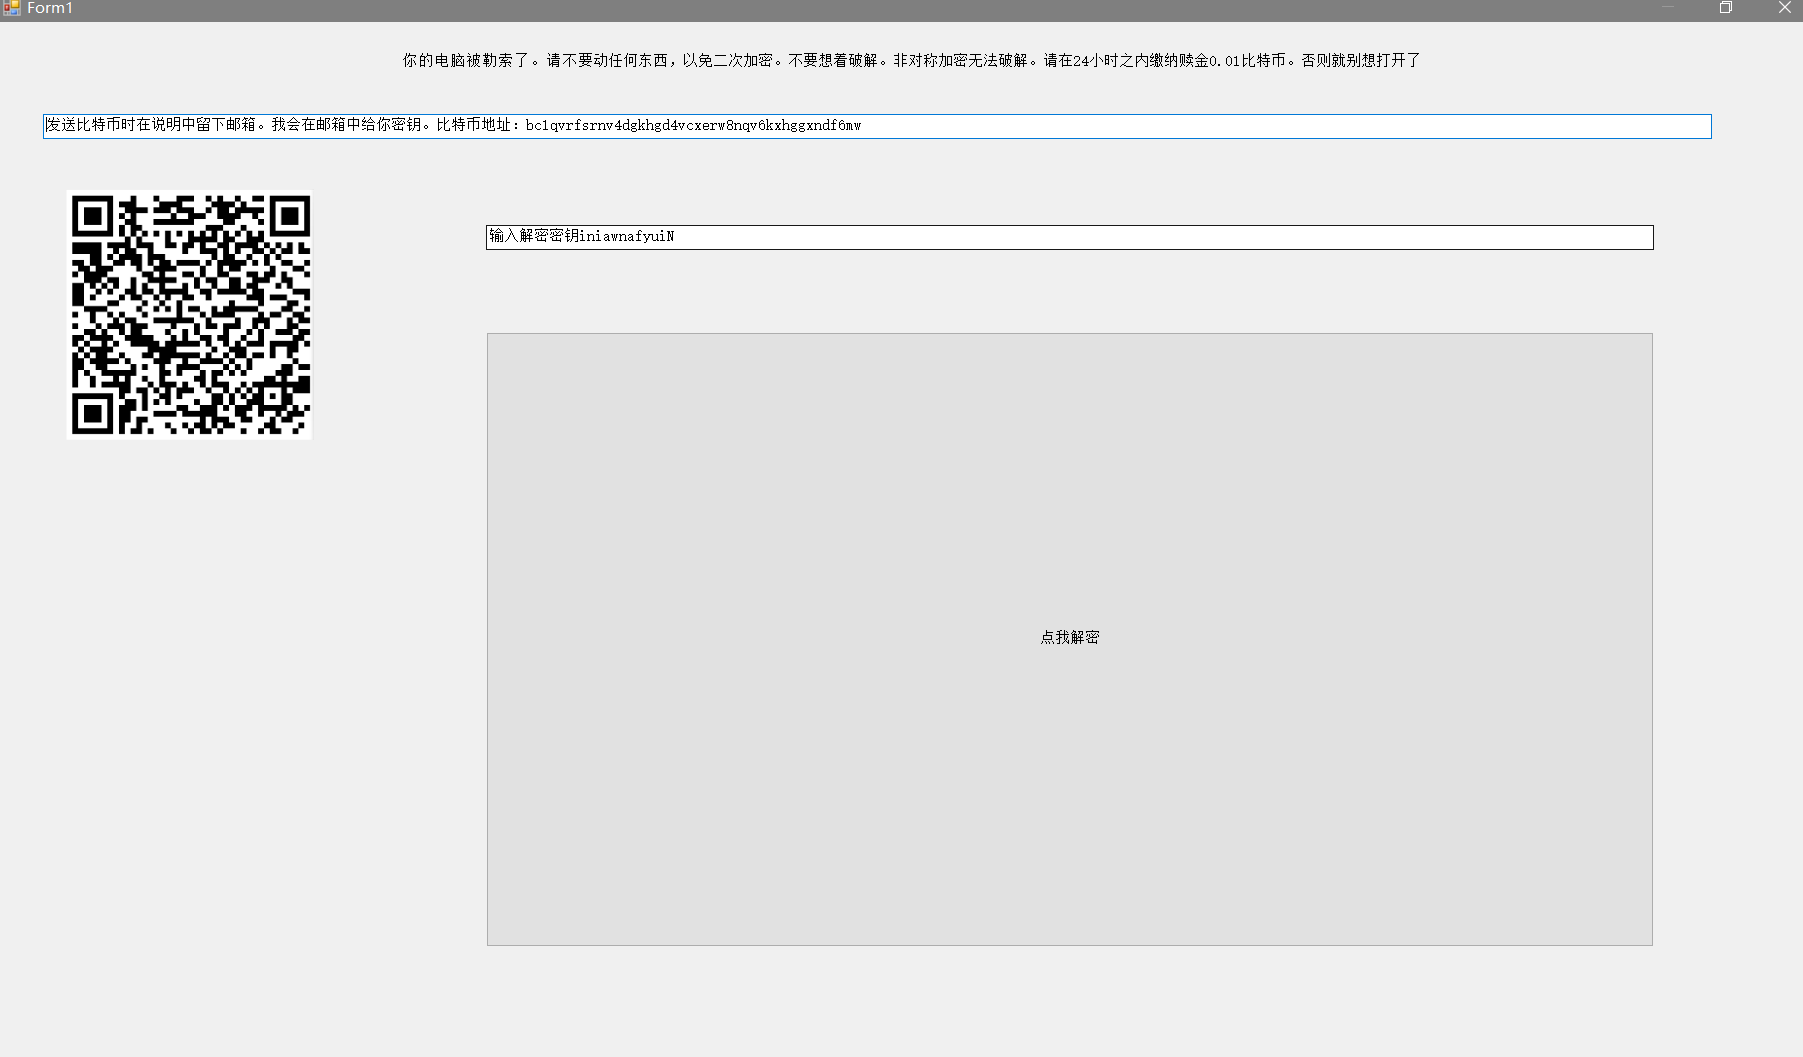 Form1
你的电脑被勒索了。请不要动任何东西，以免二次加密。不要想着破解。非对称加密无法破解。请在24小时之内缴纳赎金0.01比特币。否则就别想打开了
发送比特币时在说明中留下邮箱。我会在邮箱中给你密钥。比特币地址：bc1qvrfsrnv4dgkhgd4vcxerw8nqv6kxhggxndf6mw
输入解密密钥iniawnafyuiN
点我解密